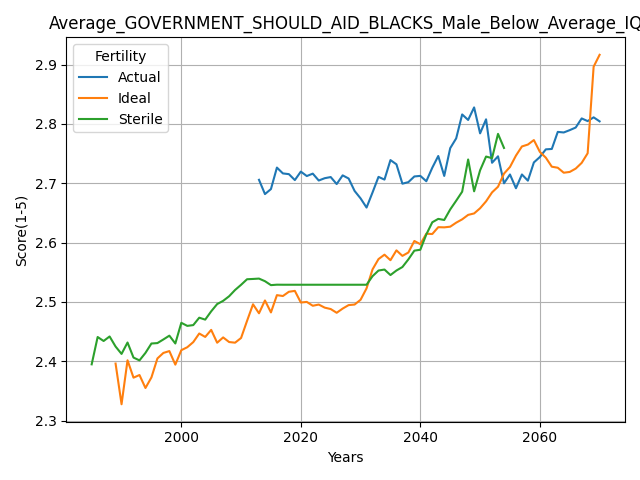 Average_GOVERNMENT_SHOULD_AID_BLACKS_Male_Below_Average_IQ
Fertility
Actual
Ideal
Sterile
Score(1-5)
2.9
2.8
2.7
2.6
2.5
2.4
2.3
2000
2020
2040
2060
Years